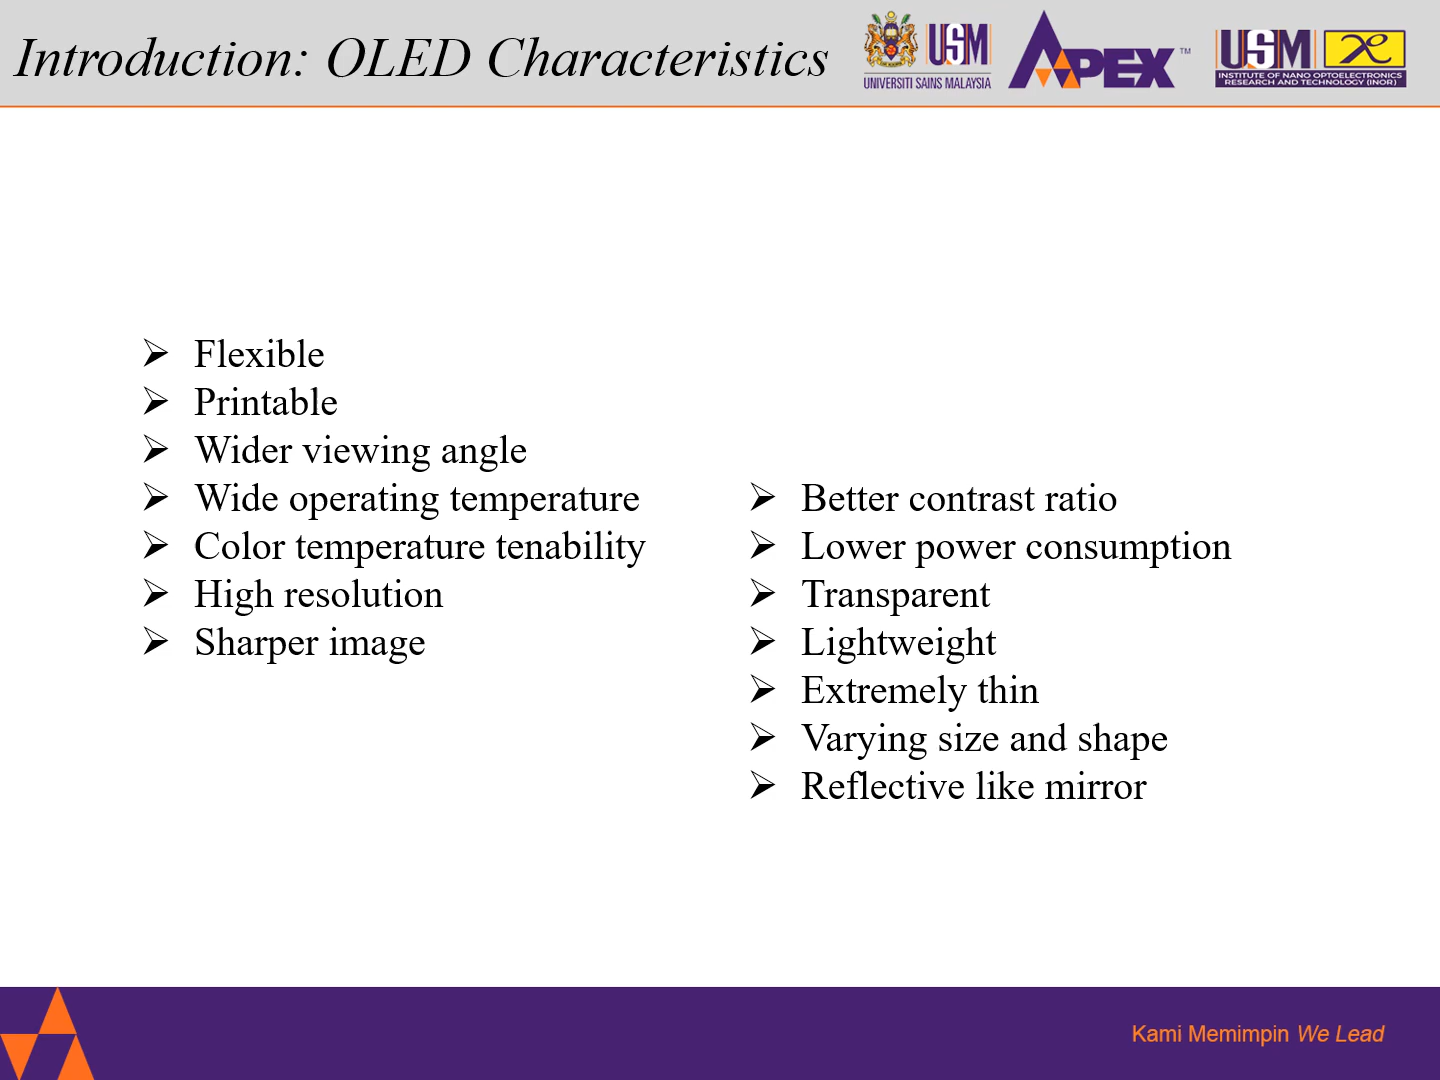 Introduction: OLED Characteristics
USM
UNIVERSITI SAINS MALAYSIA
APEX™
USM
INSTITUTE OF NANO OPTOELECTRONICS
RESEARCH AND TECHNOLOGY (INOR)
Flexible
Printable
Wider viewing angle
Wide operating temperature
Color temperature tenability
High resolution
Sharper image
Better contrast ratio
Lower power consumption
Transparent
Lightweight
Extremely thin
Varying size and shape
Reflective like mirror
Kami Memimpin We Lead